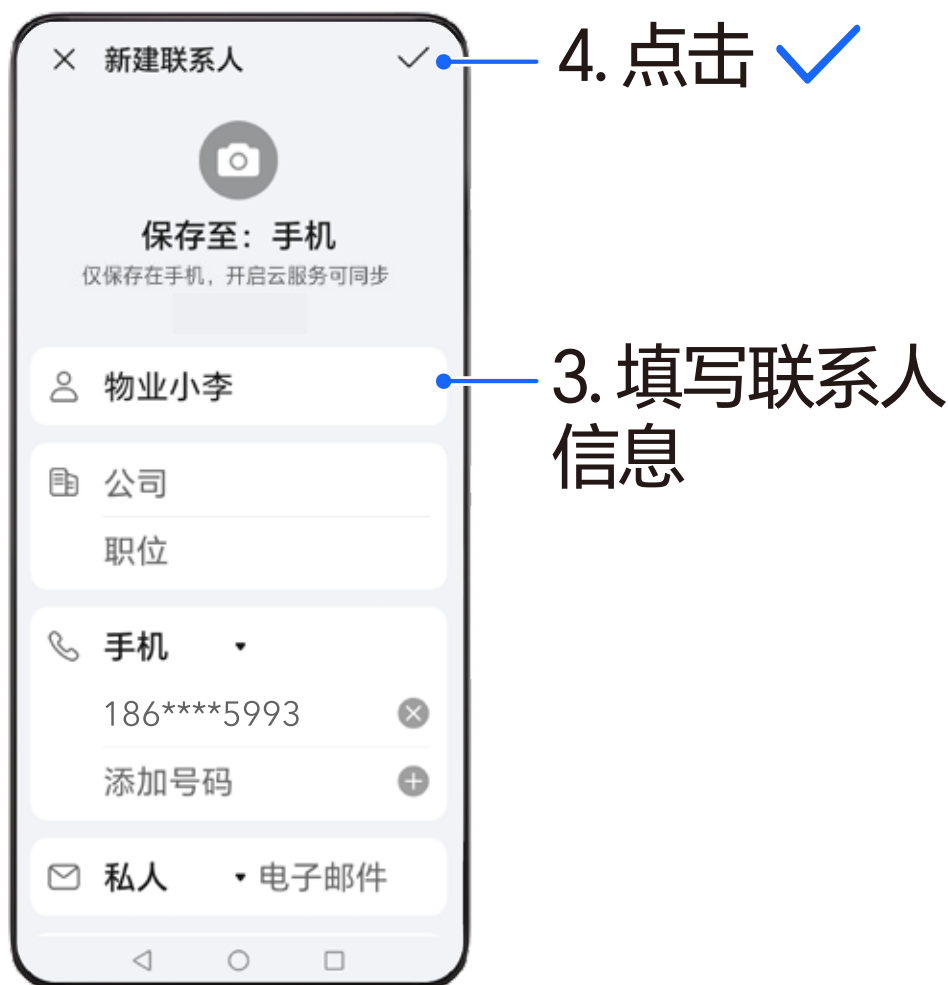 新建联系人
4. 点击
保存至：手机
仅保存在手机，开启云服务可同步
物业小李
3. 填写联系人
信息
公司
职位
手机
186****5993
添加号码
私人 电子邮件